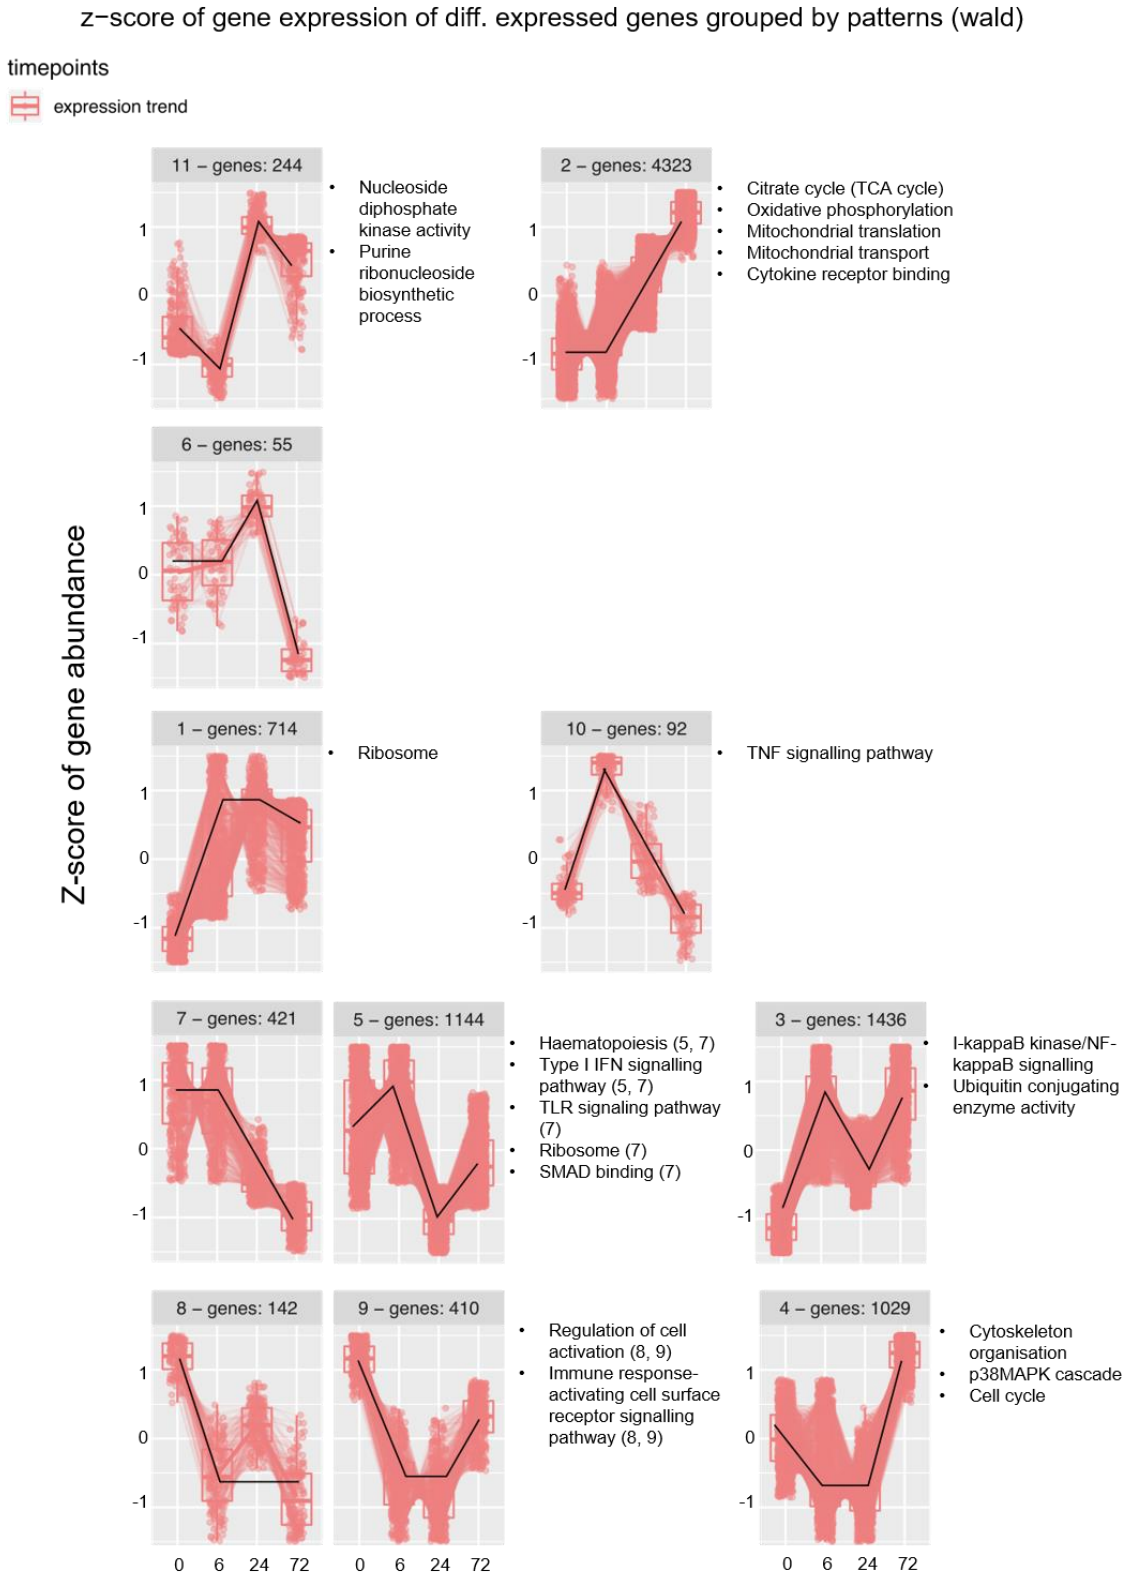 z−score of gene expression of diff. expressed genes grouped by patterns (wald)
timepoints
expression trend
Z-score of gene abundance
11 − genes: 244
1
0
-1
• Nucleoside
diphosphate
kinase activity
• Purine
ribonucleoside
biosynthetic
process
2 − genes: 4323
1
0
-1
• Citrate cycle (TCA cycle)
• Oxidative phosphorylation
• Mitochondrial translation
• Mitochondrial transport
• Cytokine receptor binding
6 − genes: 55
1
0
-1
1 − genes: 714
1
0
-1
• Ribosome
10 − genes: 92
1
0
-1
• TNF signalling pathway
7 − genes: 421
1
0
-1
5 − genes: 1144
• Haematopoiesis (5, 7)
• Type I IFN signalling
pathway (5, 7)
• TLR signaling pathway
(7)
• Ribosome (7)
• SMAD binding (7)
3 − genes: 1436
1
0
-1
• I-kappaB kinase/NF-
kappaB signalling
• Ubiquitin conjugating
enzyme activity
8 − genes: 142
1
0
-1
0 6 24 72
9 − genes: 410
0 6 24 72
• Regulation of cell
activation (8, 9)
• Immune response-
activating cell surface
receptor signalling
pathway (8, 9)
4 − genes: 1029
1
0
-1
0 6 24 72
• Cytoskeleton
organisation
• p38MAPK cascade
• Cell cycle